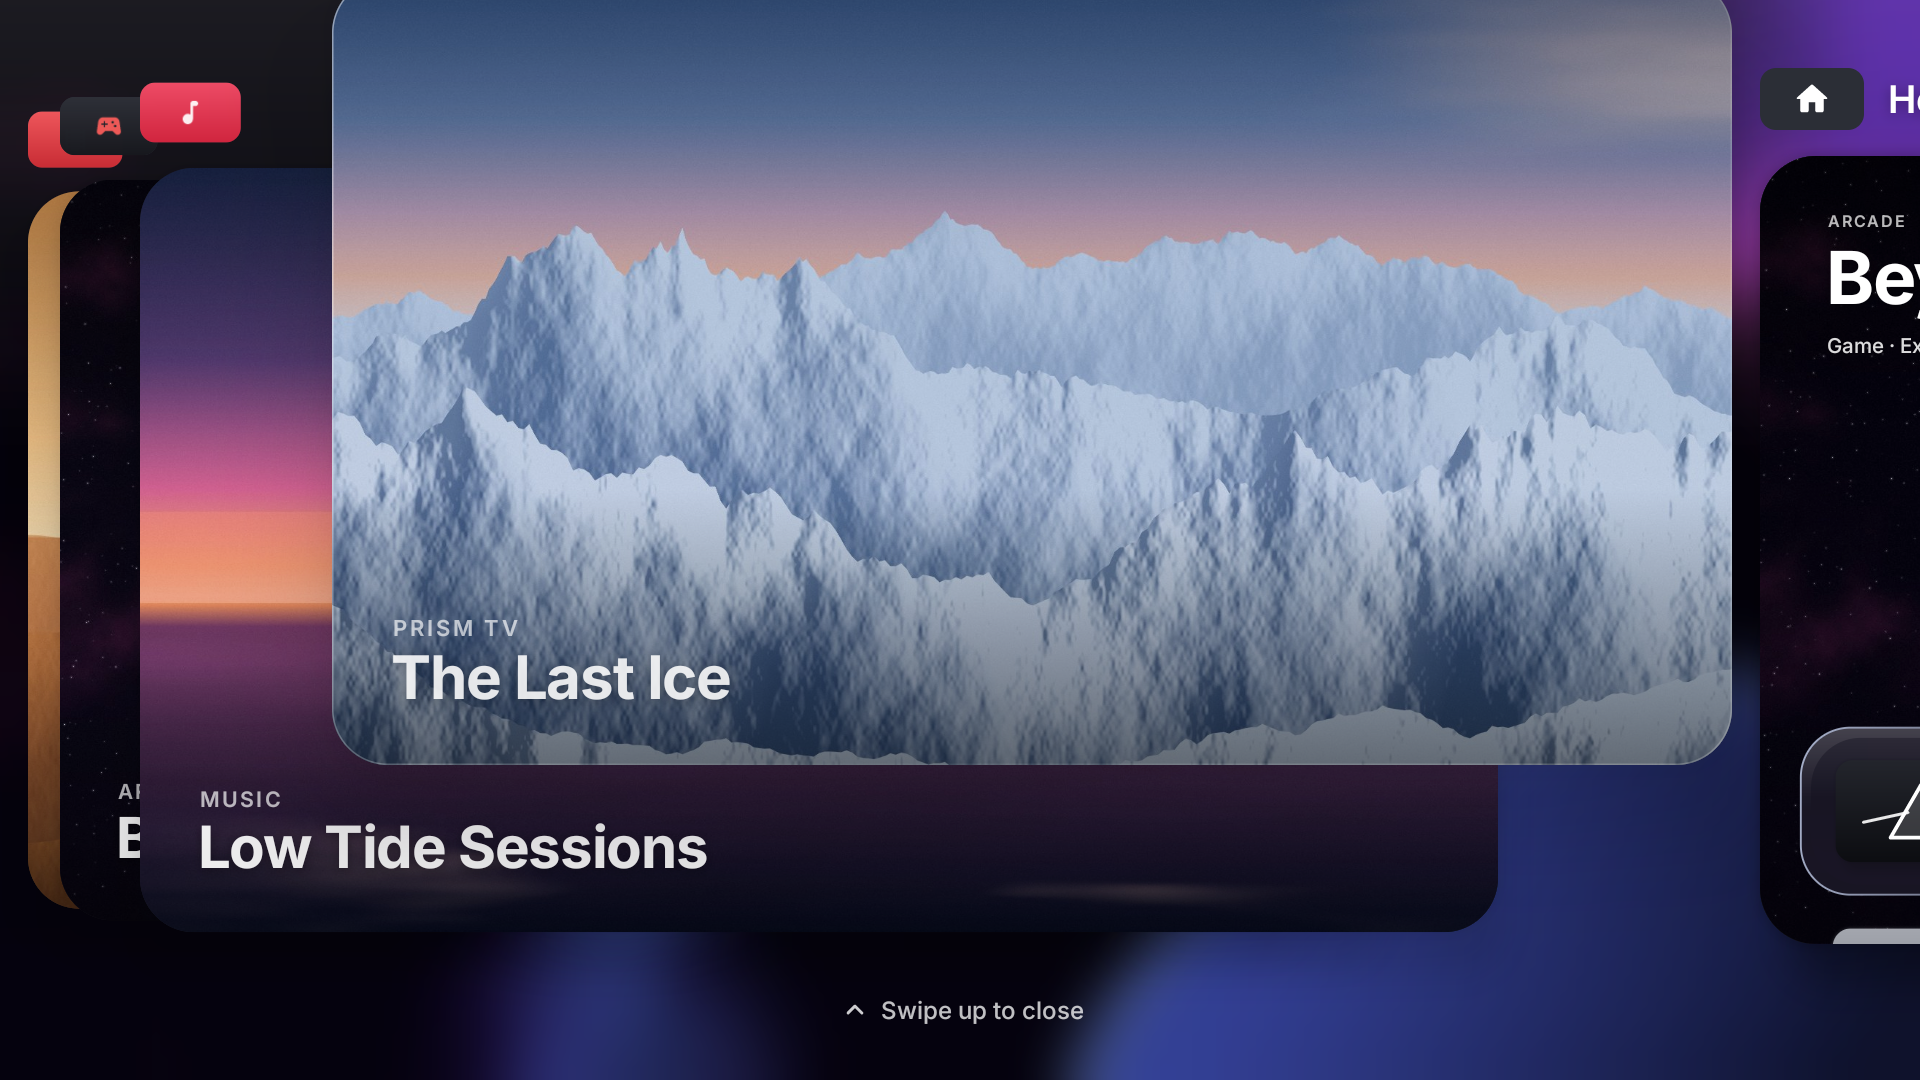 PRISM TV
The Last Ice
MUSIC
Low Tide Sessions
ARCADE
Game
Swipe up to close